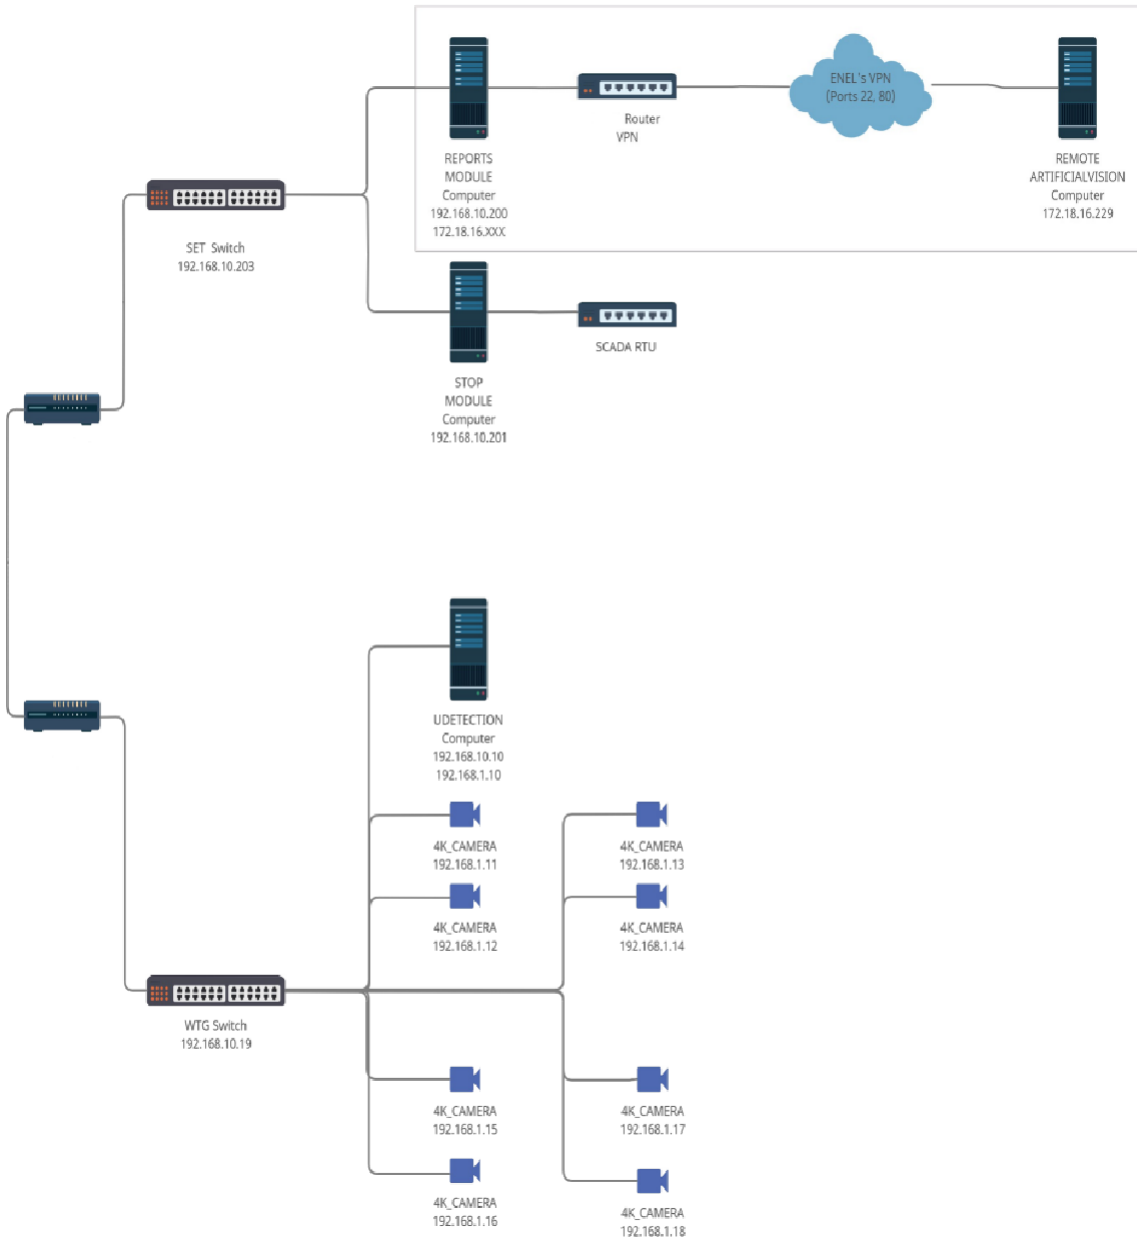 REPORTS
MODULE
Computer
192.168.10.200
172.18.16.XXX
Router
VPN
ENEL's VPN
(Ports 22, 80)
REMOTE
ARTIFICIALVISION
Computer
172.18.16.229
SET Switch
192.168.10.203
STOP
MODULE
Computer
192.168.10.201
SCADA RTU
UDETECTION
Computer
192.168.10.10
192.168.1.10
4K_CAMERA
192.168.1.11
4K_CAMERA
192.168.1.13
4K_CAMERA
192.168.1.12
4K_CAMERA
192.168.1.14
WTG Switch
192.168.10.19
4K_CAMERA
192.168.1.15
4K_CAMERA
192.168.1.17
4K_CAMERA
192.168.1.16
4K_CAMERA
192.168.1.18